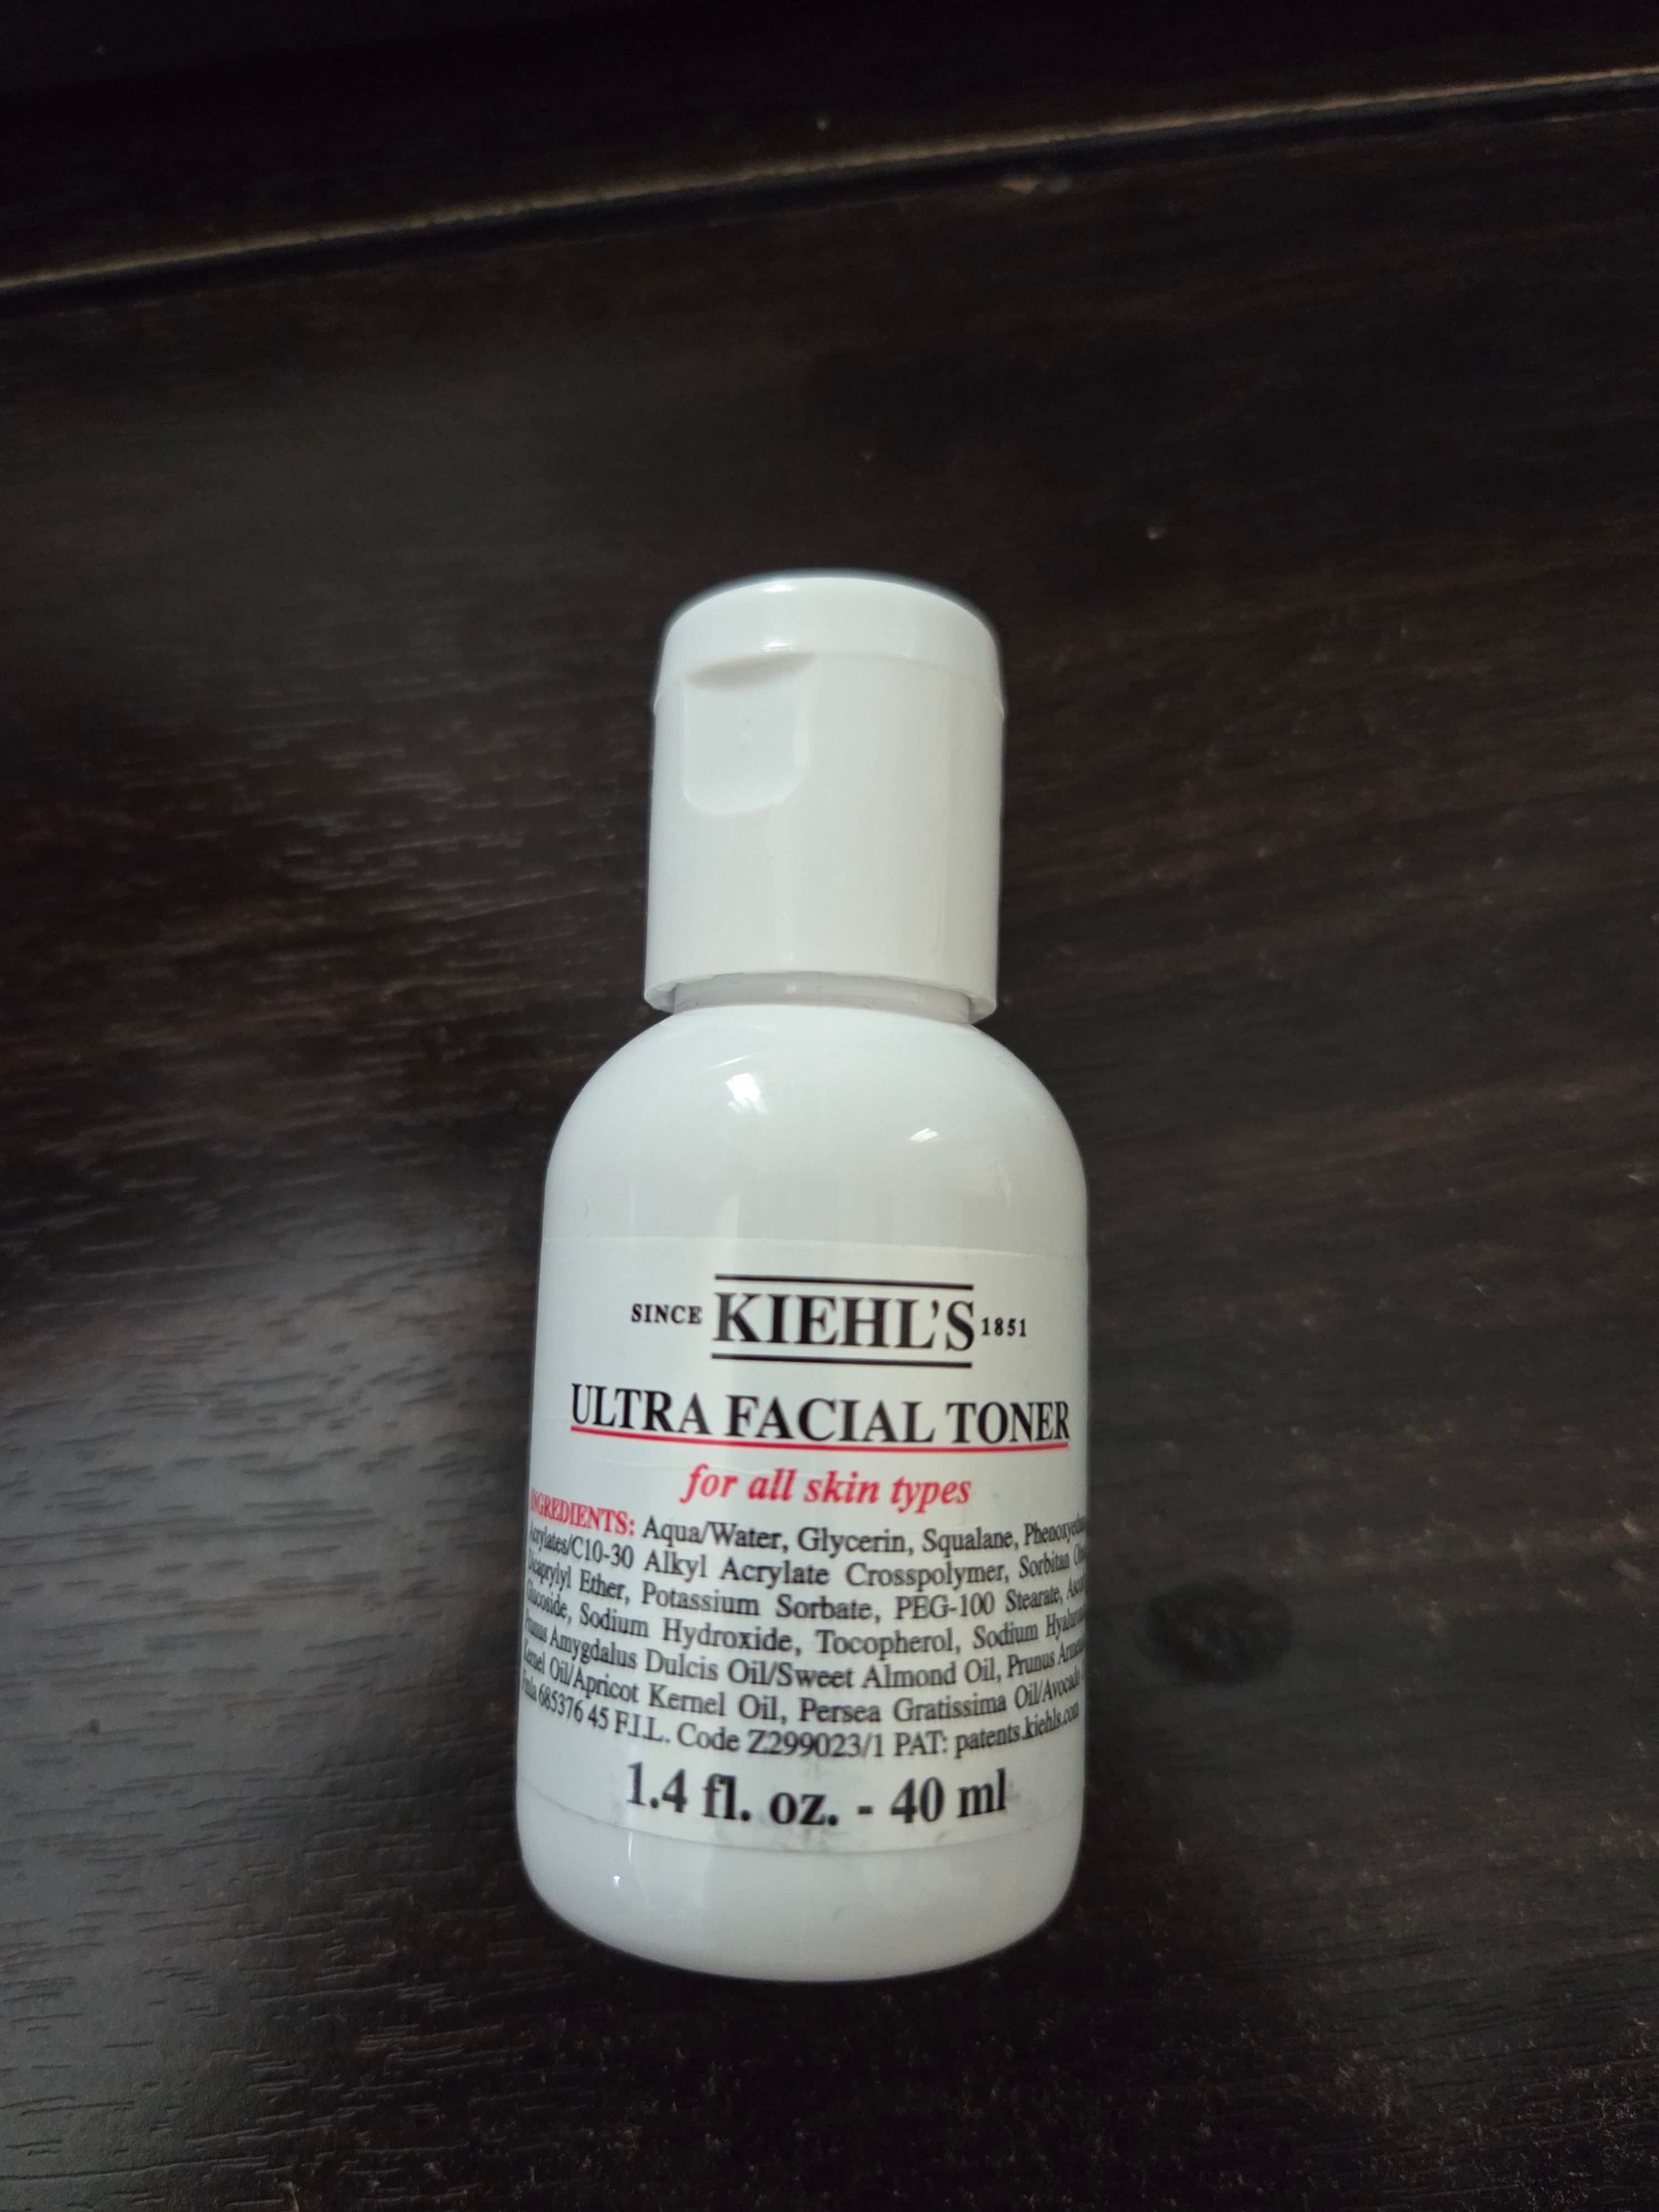 SINCE KIEHL'S 1851
ULTRA FACIAL TONER
for all skin types
INGREDIENTS: Aqua/Water, Glycerin, Squalane,
Acrylates/C10-30 Alkyl Acrylate Crosspolymer, Sorbitan
Dicaprylyl Ether, Potassium Sorbate, PEG-100 Stearate,
Glucoside, Sodium Hydroxide, Tocopherol, Sodium
Prunus Amygdalus Dulcis Oil/Sweet Almond Oil, Prunus
Kernel Oil/Apricot Kernel Oil, Persea Gratissima Oil/Avocado
685376 45 F.I.L. Code Z299023/1 PAT: patents.kiehls.com
1.4 fl. oz. - 40 ml